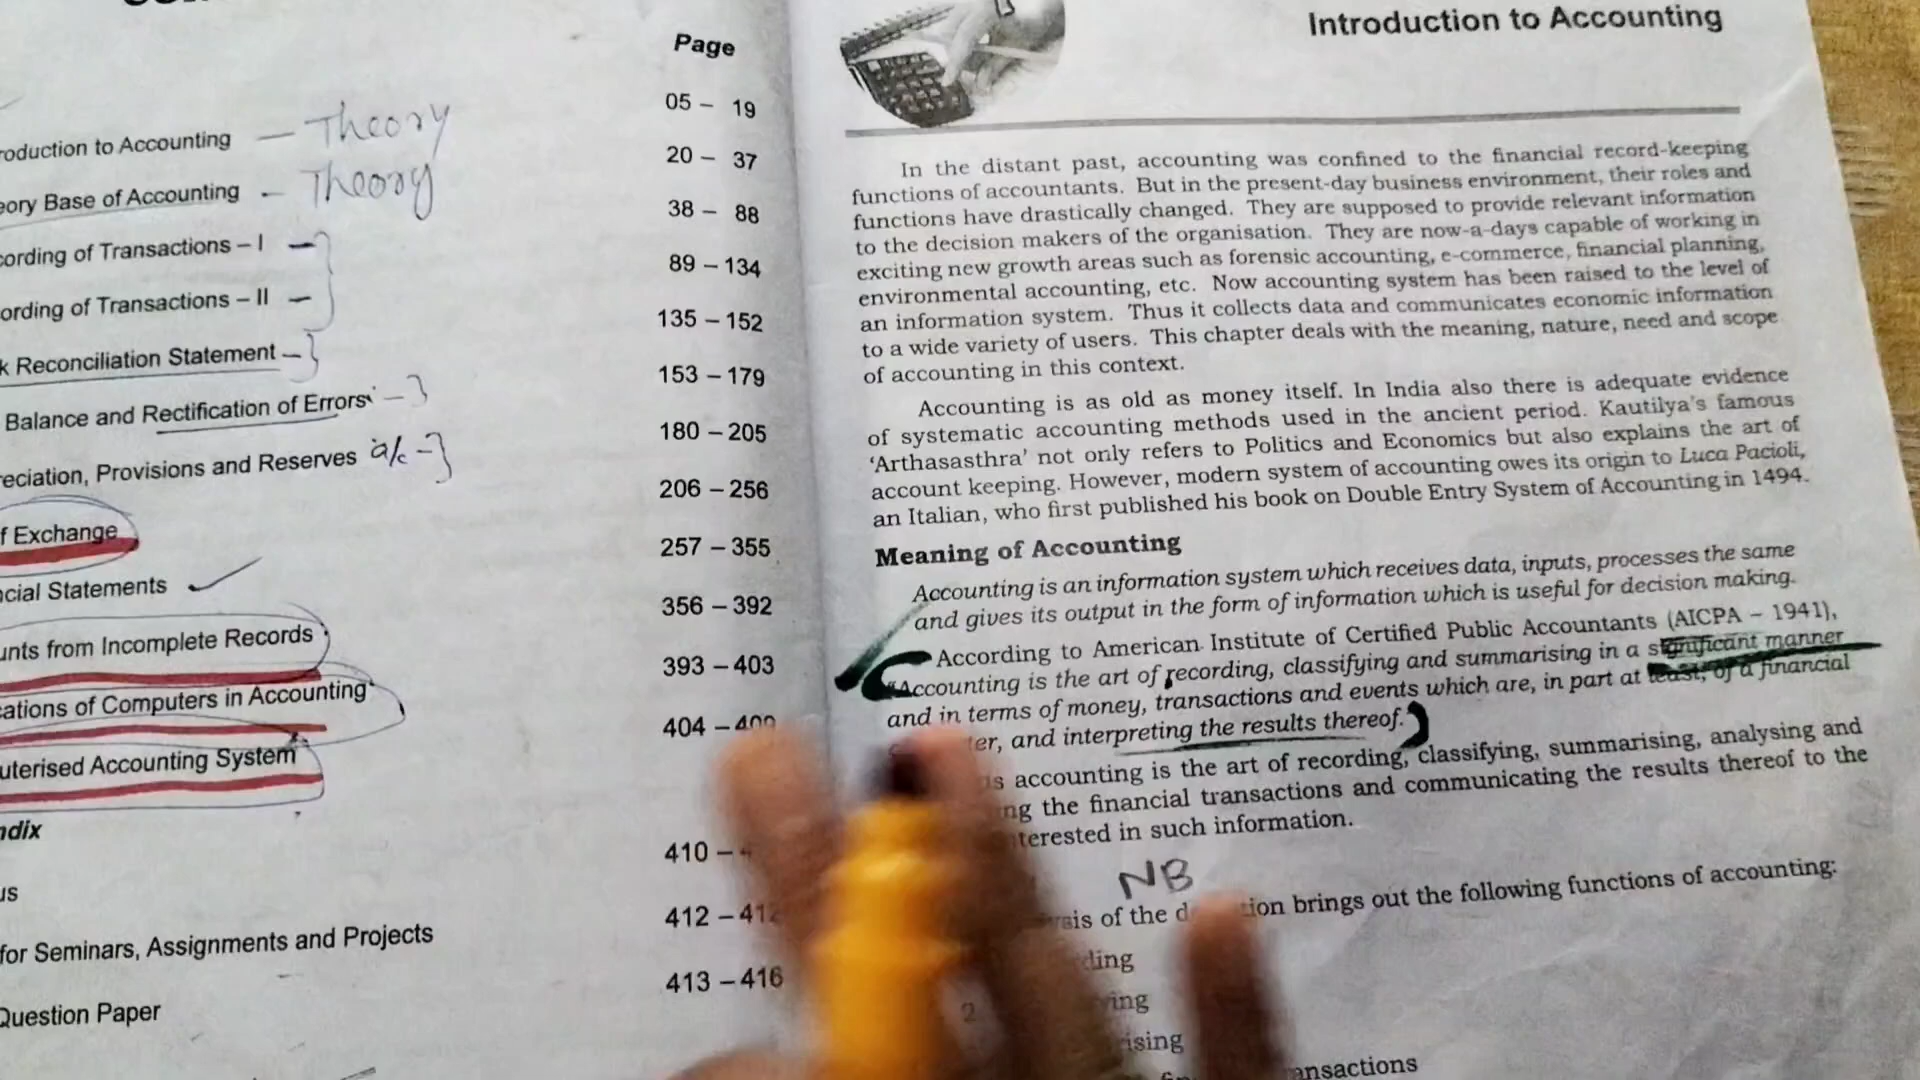 Page
roduction to Accounting — Theory 05 – 19
eory Base of Accounting - Theory 20 – 37
cording of Transactions – I — 38 – 88
ording of Transactions – II — 89 – 134
k Reconciliation Statement — 135 – 152
Balance and Rectification of Errors — 153 – 179
reciation, Provisions and Reserves a/c - 180 – 205
f Exchange 206 – 256
ncial Statements 257 – 355
unts from Incomplete Records 356 – 392
ations of Computers in Accounting 393 – 403
uterised Accounting System 404 – 409
ndix
us 410 –
for Seminars, Assignments and Projects 412 – 412
Question Paper 413 – 416
Introduction to Accounting
In the distant past, accounting was confined to the financial record-keeping
functions of accountants. But in the present-day business environment, their roles and
functions have drastically changed. They are supposed to provide relevant information
to the decision makers of the organisation. They are now-a-days capable of working in
exciting new growth areas such as forensic accounting, e-commerce, financial planning,
environmental accounting, etc. Now accounting system has been raised to the level of
an information system. Thus it collects data and communicates economic information
to a wide variety of users. This chapter deals with the meaning, nature, need and scope
of accounting in this context.
Accounting is as old as money itself. In India also there is adequate evidence
of systematic accounting methods used in the ancient period. Kautilya's famous
'Arthasasthra' not only refers to Politics and Economics but also explains the art of
account keeping. However, modern system of accounting owes its origin to Luca Pacioli,
an Italian, who first published his book on Double Entry System of Accounting in 1494.
Meaning of Accounting
Accounting is an information system which receives data, inputs, processes the same
and gives its output in the form of information which is useful for decision making.
According to American Institute of Certified Public Accountants (AICPA – 1941),
"Accounting is the art of recording, classifying and summarising in a significant manner
and in terms of money, transactions and events which are, in part at least, of a financial
ter, and interpreting the results thereof.
s accounting is the art of recording, classifying, summarising, analysing and
ng the financial transactions and communicating the results thereof to the
terested in such information.
NB
sis of the d tion brings out the following functions of accounting:
ding
2 ying
ising
ansactions